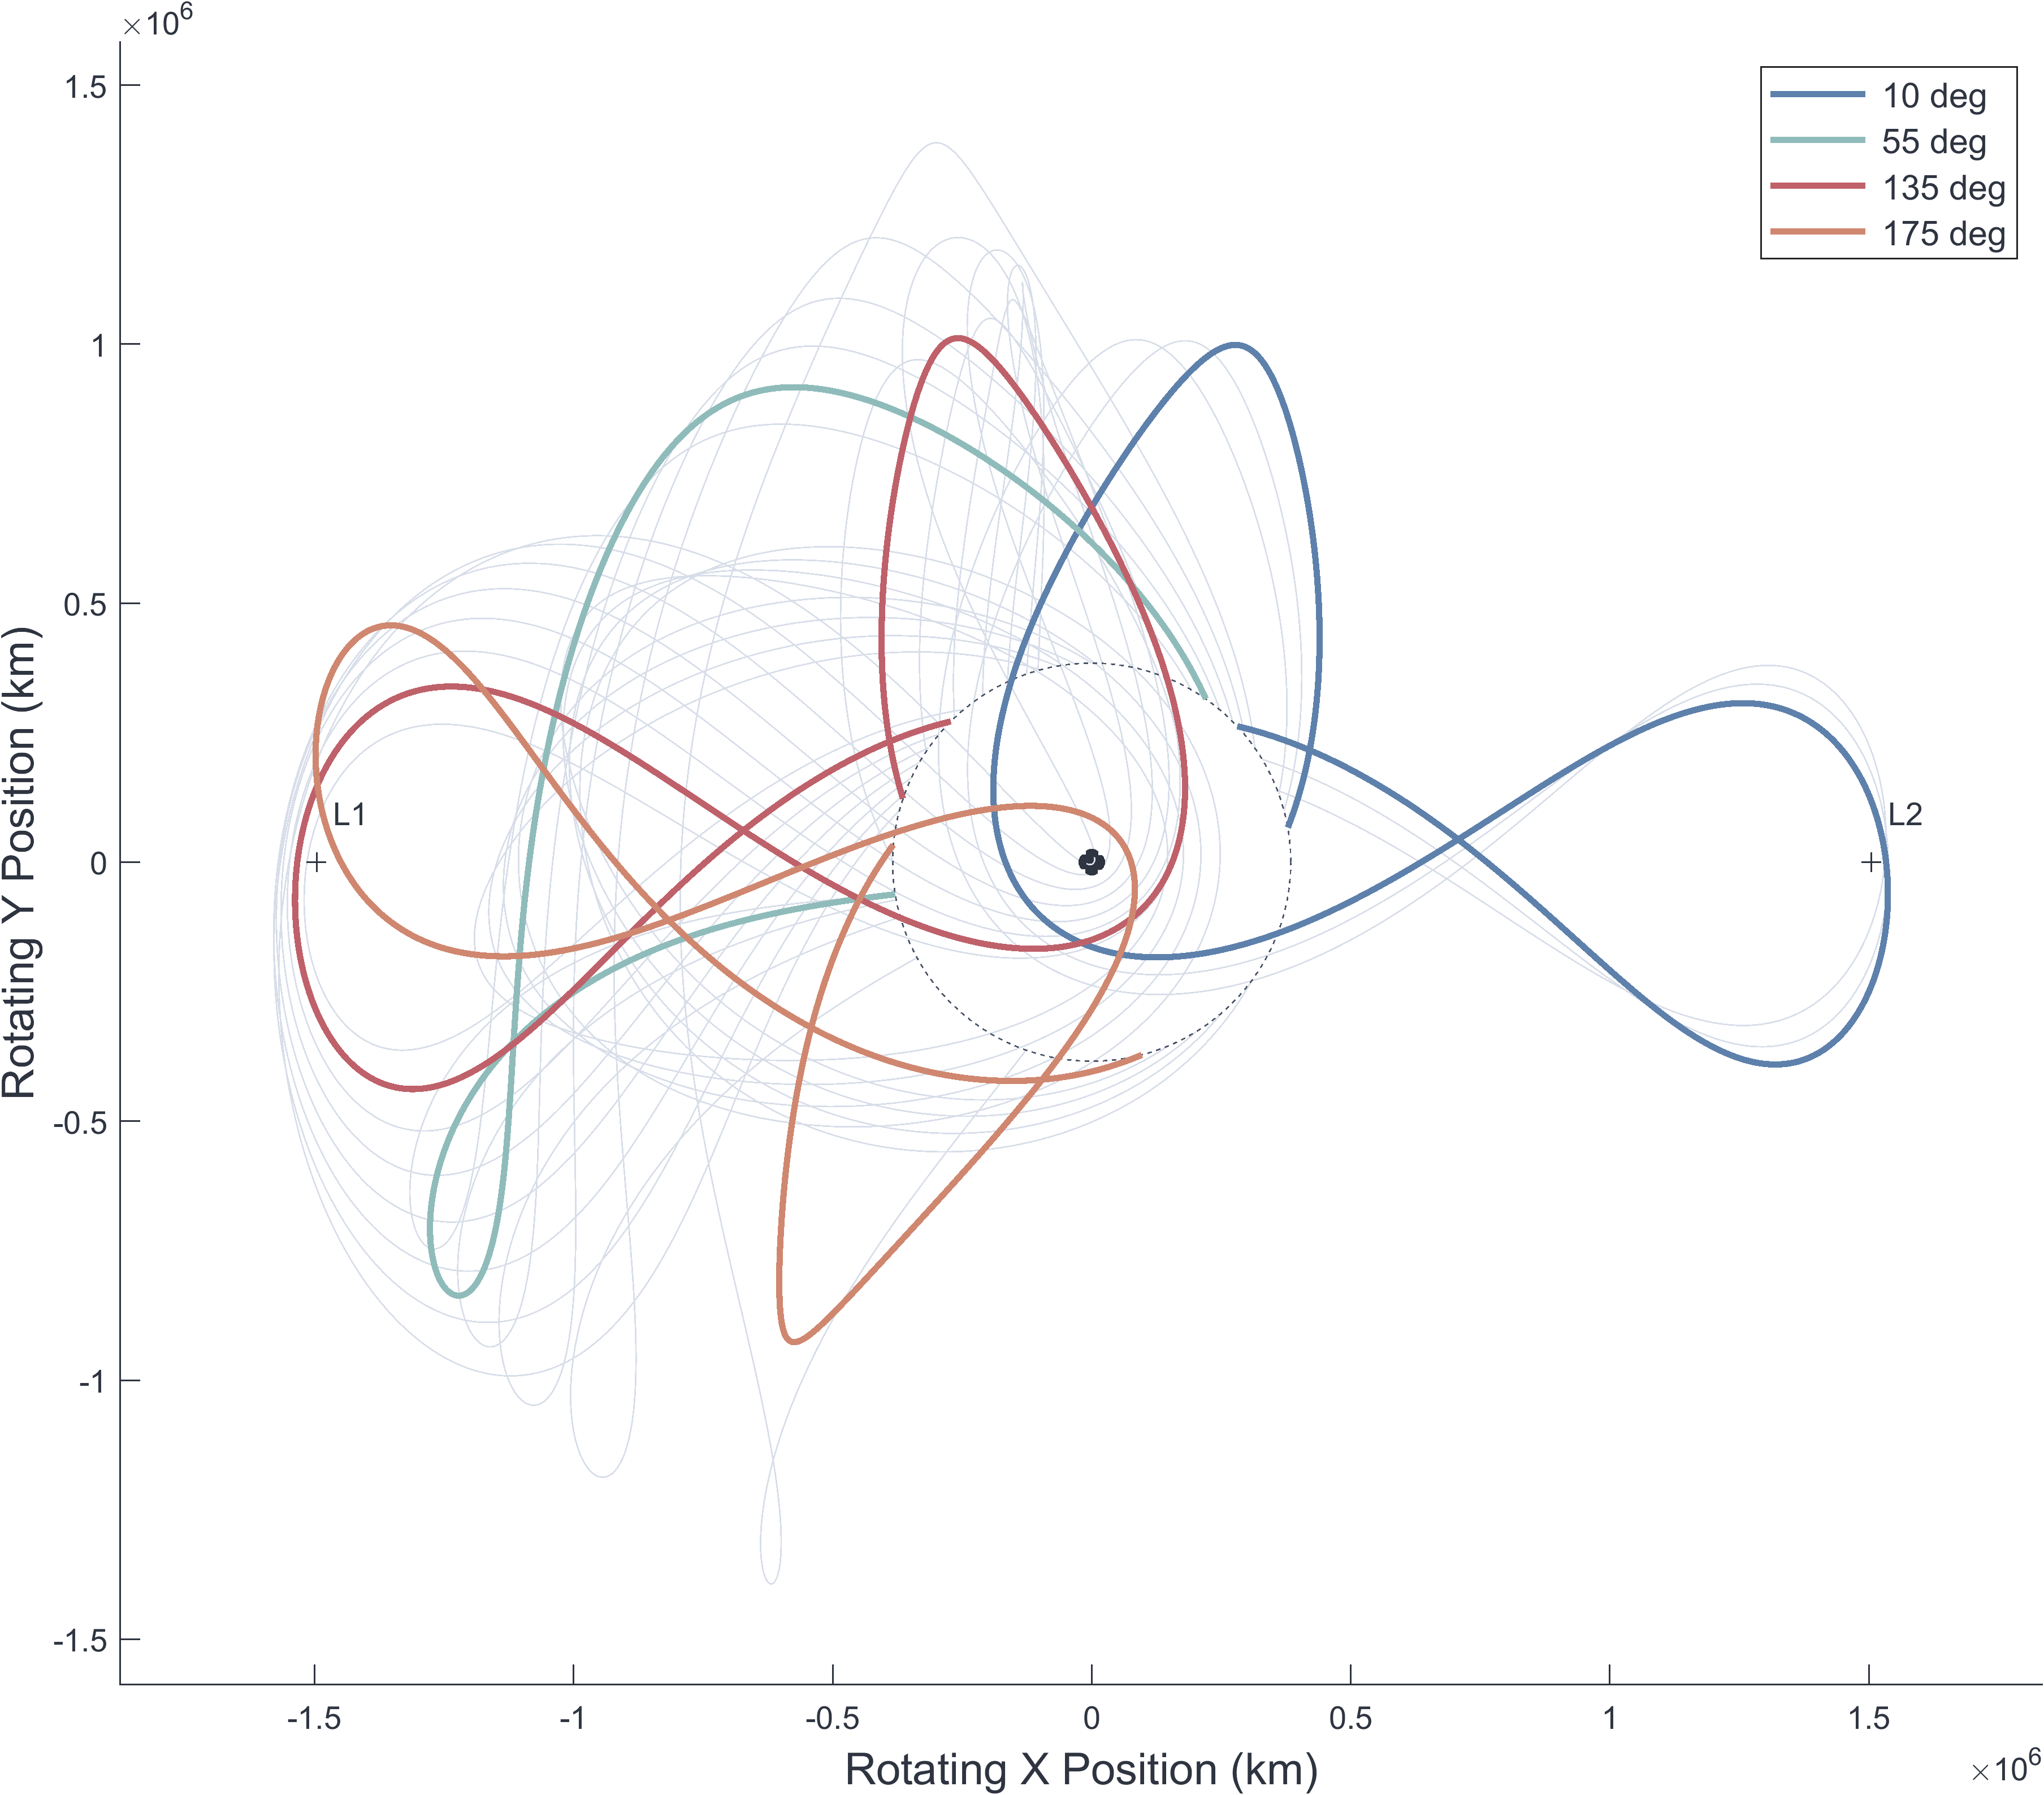 ×10⁶
1.5
1
0.5
0
-0.5
-1
-1.5
Rotating Y Position (km)
10 deg
55 deg
135 deg
175 deg
L1
L2
-1.5
-1
-0.5
0
0.5
1
1.5
Rotating X Position (km)
×10⁶